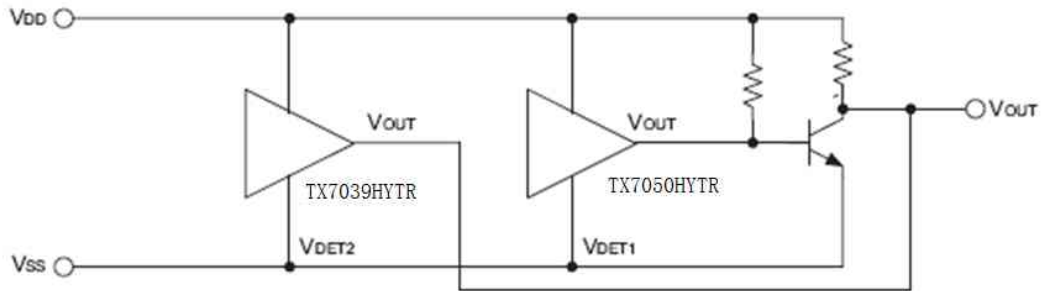 VDD
VOUT
VOUT
VOUT
TX7039HYTR
TX7050HYTR
VDET2
VDET1
VSS